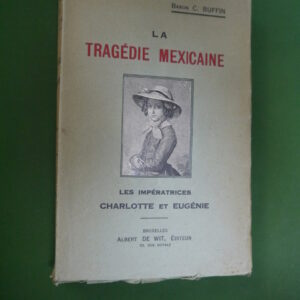 BARON C. BUFFIN
LA
TRAGÉDIE MEXICAINE
LES IMPÉRATRICES
CHARLOTTE ET EUGÉNIE
BRUXELLES
ALBERT DE WIT, ÉDITEUR